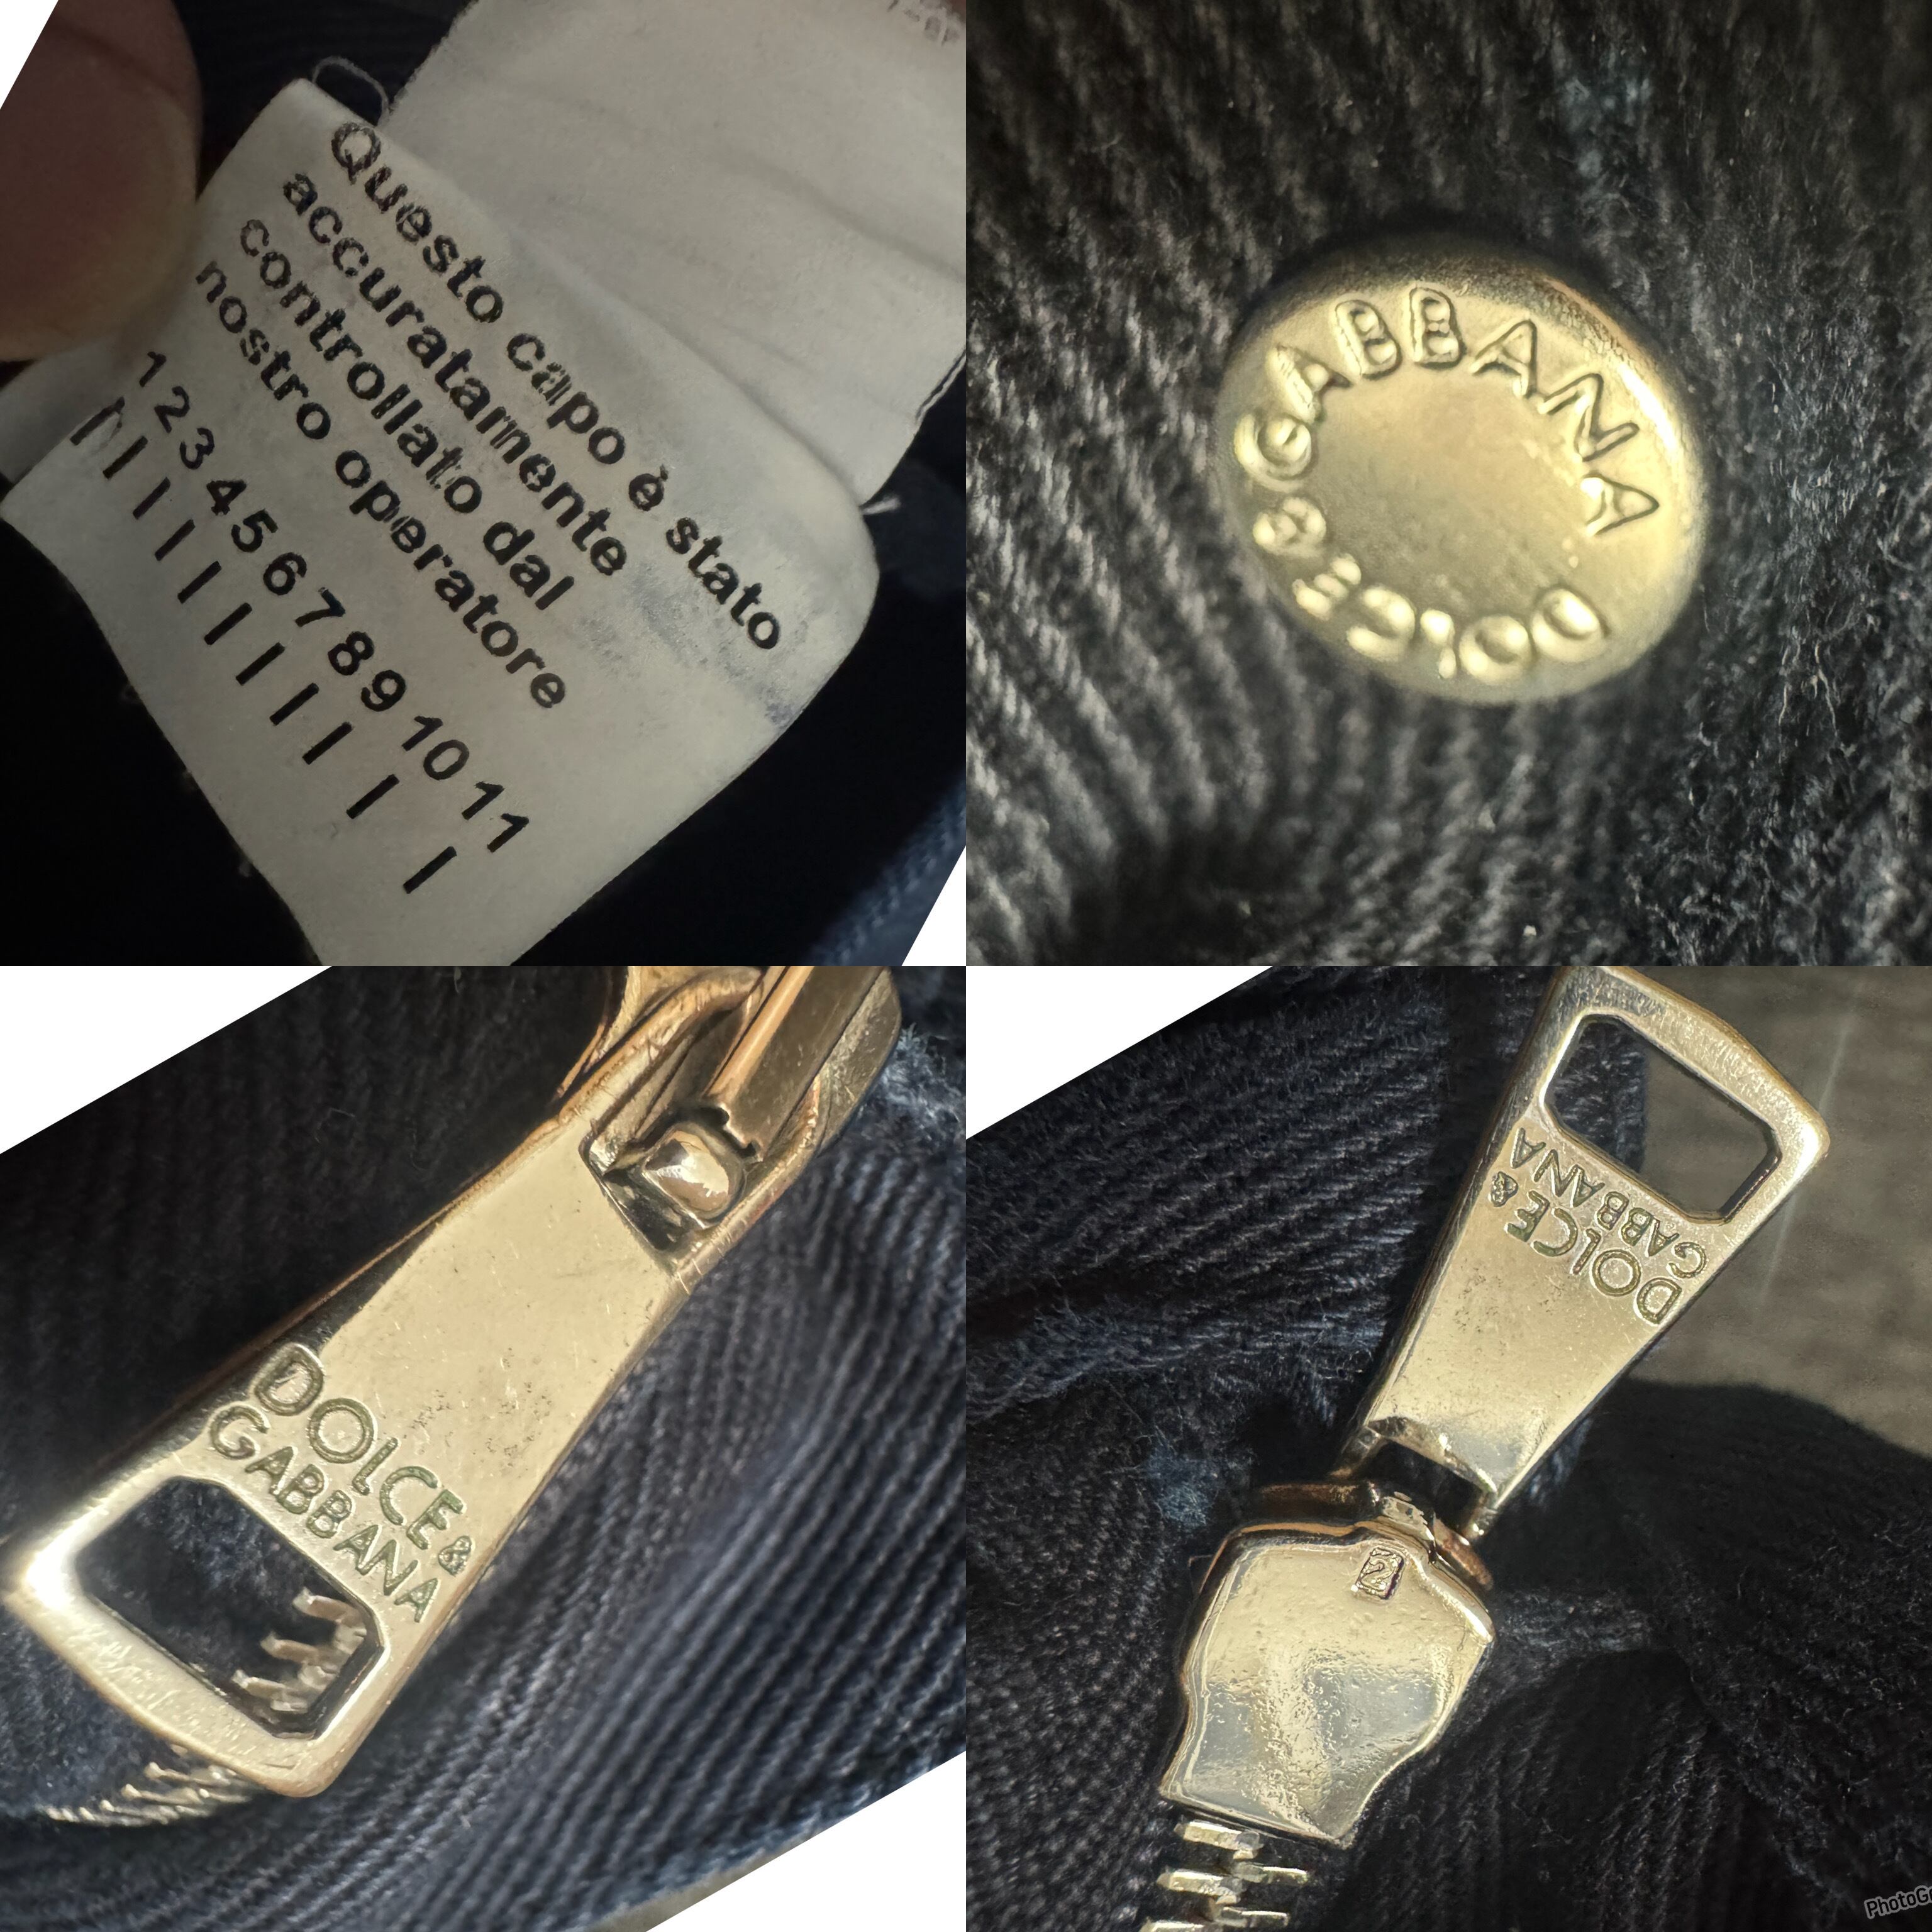 Questo capo è stato
accuratamente
controllato dal
nostro operatore
1 2 3 4 5 6 7 8 9 10 11
DOLCE & GABBANA
DOLCE &
GABBANA
DOLCE &
GABBANA
2